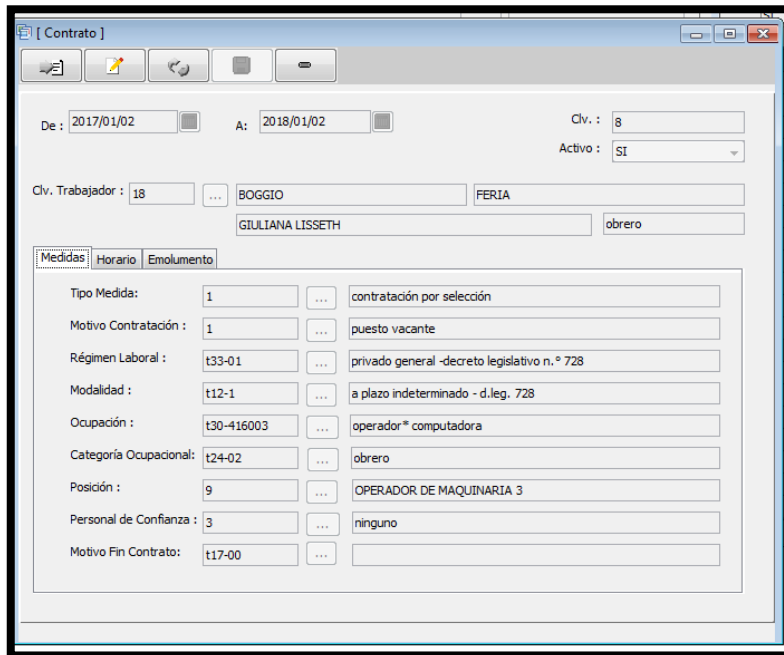 [ Contrato ]
De : 2017/01/02 A: 2018/01/02 Clv. : 8
Activo : SI
Clv. Trabajador : 18 ... BOGGIO FERIA
GIULIANA LISSETH obrero
Medidas Horario Emolumento
Tipo Medida: 1 ... contratación por selección
Motivo Contratación : 1 ... puesto vacante
Régimen Laboral : t33-01 ... privado general -decreto legislativo n.º 728
Modalidad : t12-1 ... a plazo indeterminado - d.leg. 728
Ocupación : t30-416003 ... operador* computadora
Categoría Ocupacional: t24-02 ... obrero
Posición : 9 ... OPERADOR DE MAQUINARIA 3
Personal de Confianza : 3 ... ninguno
Motivo Fin Contrato: t17-00 ...